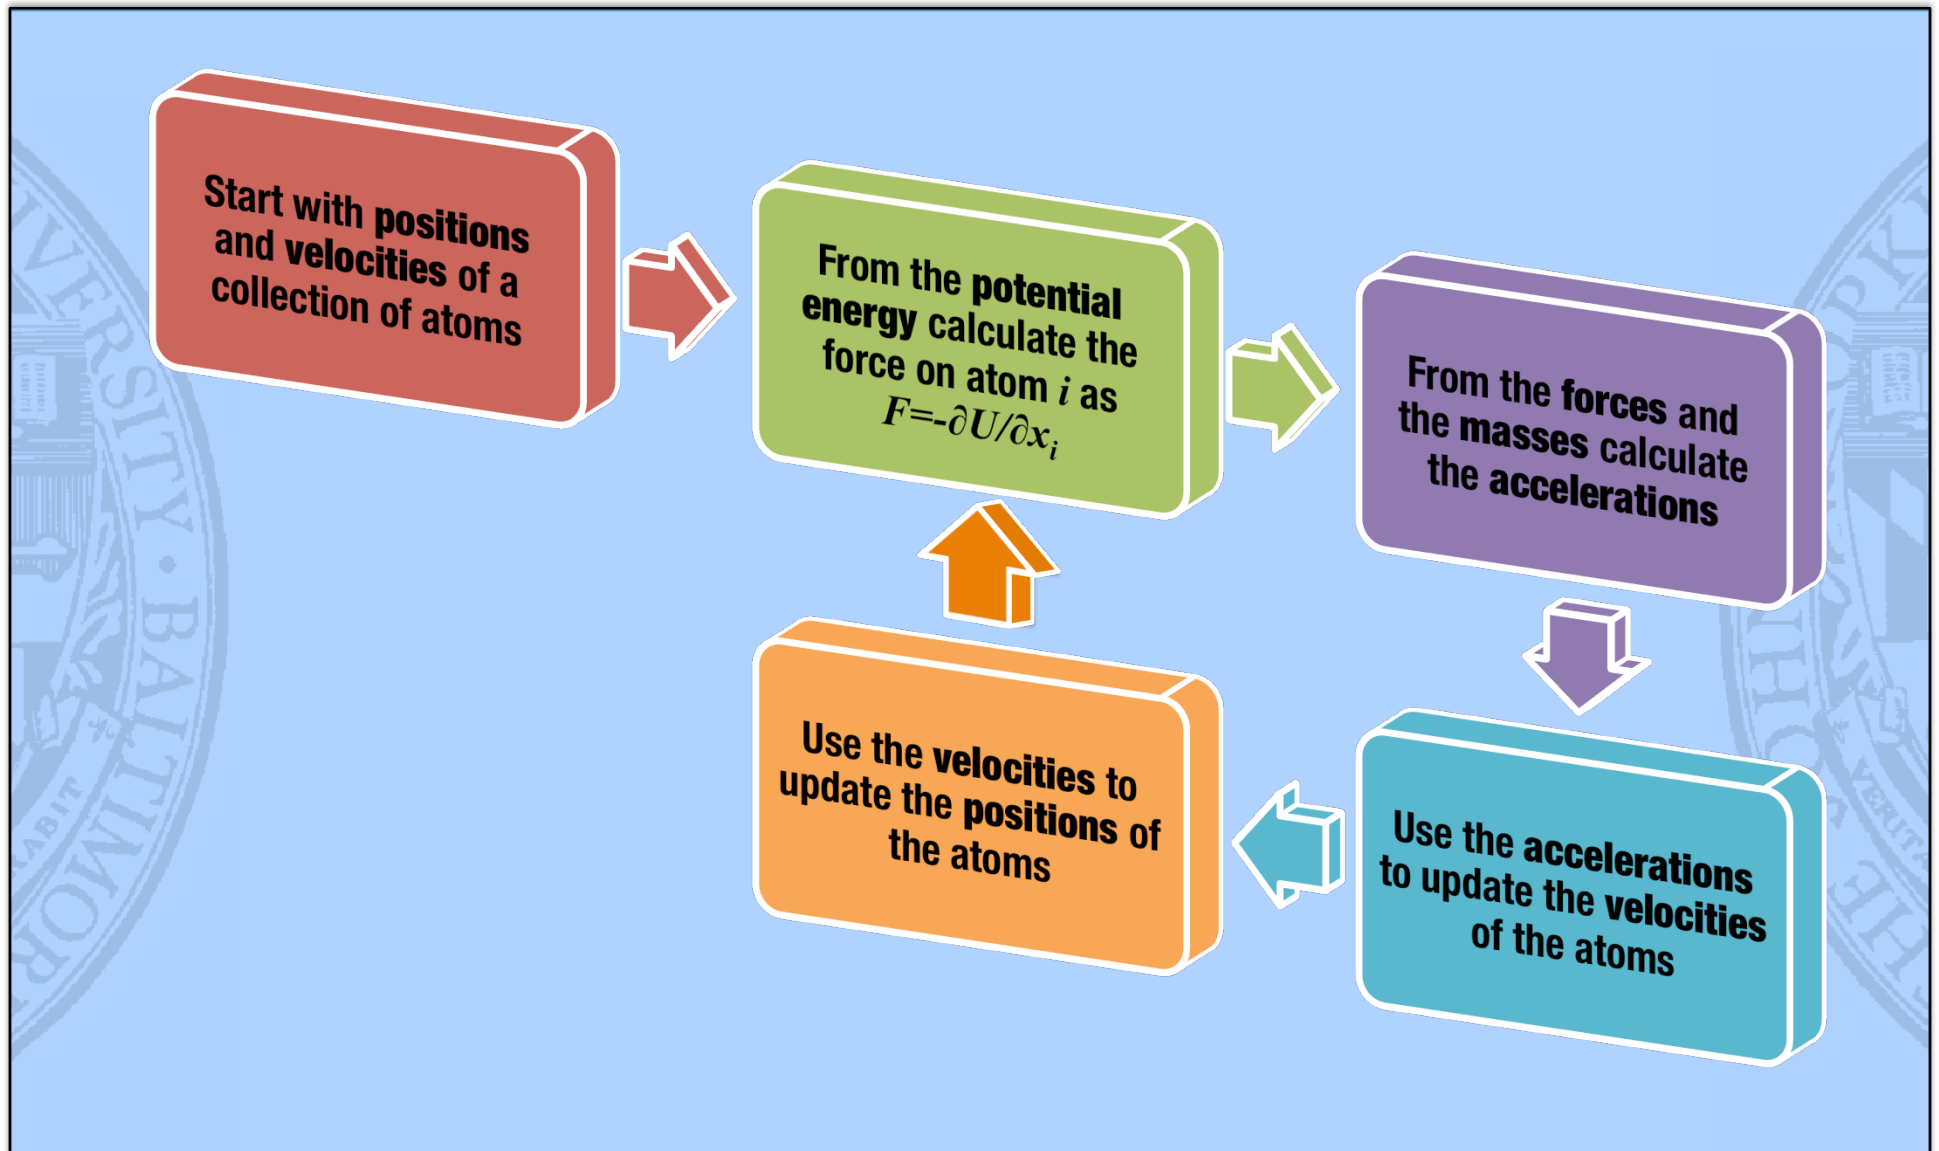 Start with positions
and velocities of a
collection of atoms
From the potential
energy calculate the
force on atom i as
F=-∂U/∂xᵢ
From the forces and
the masses calculate
the accelerations
Use the accelerations
to update the velocities
of the atoms
Use the velocities to
update the positions of
the atoms
VERSITY • BALTIMOR